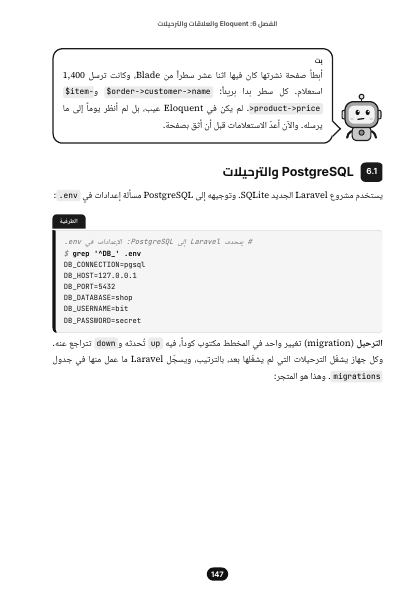 الفصل 6: Eloquent والعلاقات والترحيلات
بت
أبطأ صفحة نشرتها كان فيها اثنا عشر سطراً من Blade، وكانت ترسل 1,400
استعلام. كل سطر بدا بريئاً: $order->customer->name و$item-
>product->price. لم يكن في Eloquent عيب، بل لم أنظر يوماً إلى ما
يرسله. والآن أعدّ الاستعلامات قبل أن أثق بصفحة.
6.1 PostgreSQL والترحيلات
يستخدم مشروع Laravel الجديد SQLite. وتوجيهه إلى PostgreSQL مسألة إعدادات في .env:
الطرفية
# يتحدث Laravel إلى PostgreSQL: الإعدادات في .env
$ grep '^DB_' .env
DB_CONNECTION=pgsql
DB_HOST=127.0.0.1
DB_PORT=5432
DB_DATABASE=shop
DB_USERNAME=bit
DB_PASSWORD=secret
الترحيل (migration) تغيير واحد في المخطط مكتوب كوداً، فيه up تُحدثه وdown تتراجع عنه.
وكل جهاز يشغّل الترحيلات التي لم يشغّلها بعد، بالترتيب، ويسجّل Laravel ما عمل منها في جدول
migrations. وهذا هو المتجر:
147